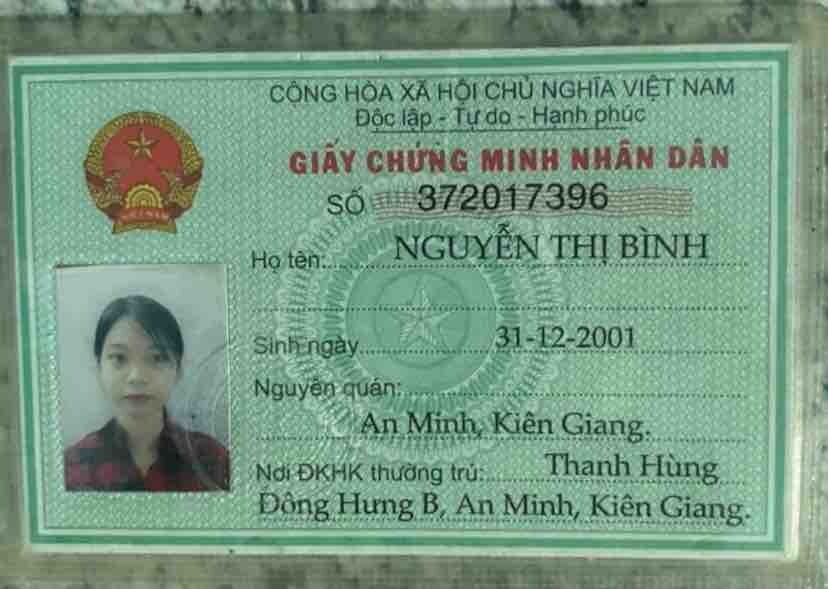 CỘNG HÒA XÃ HỘI CHỦ NGHĨA VIỆT NAM
Độc lập - Tự do - Hạnh phúc
GIẤY CHỨNG MINH NHÂN DÂN
SỐ 372017396
Họ tên: NGUYỄN THỊ BÌNH
Sinh ngày 31-12-2001
Nguyên quán:
An Minh, Kiên Giang.
Nơi ĐKHK thường trú: Thanh Hùng
Đông Hưng B, An Minh, Kiên Giang.
VIỆT NAM